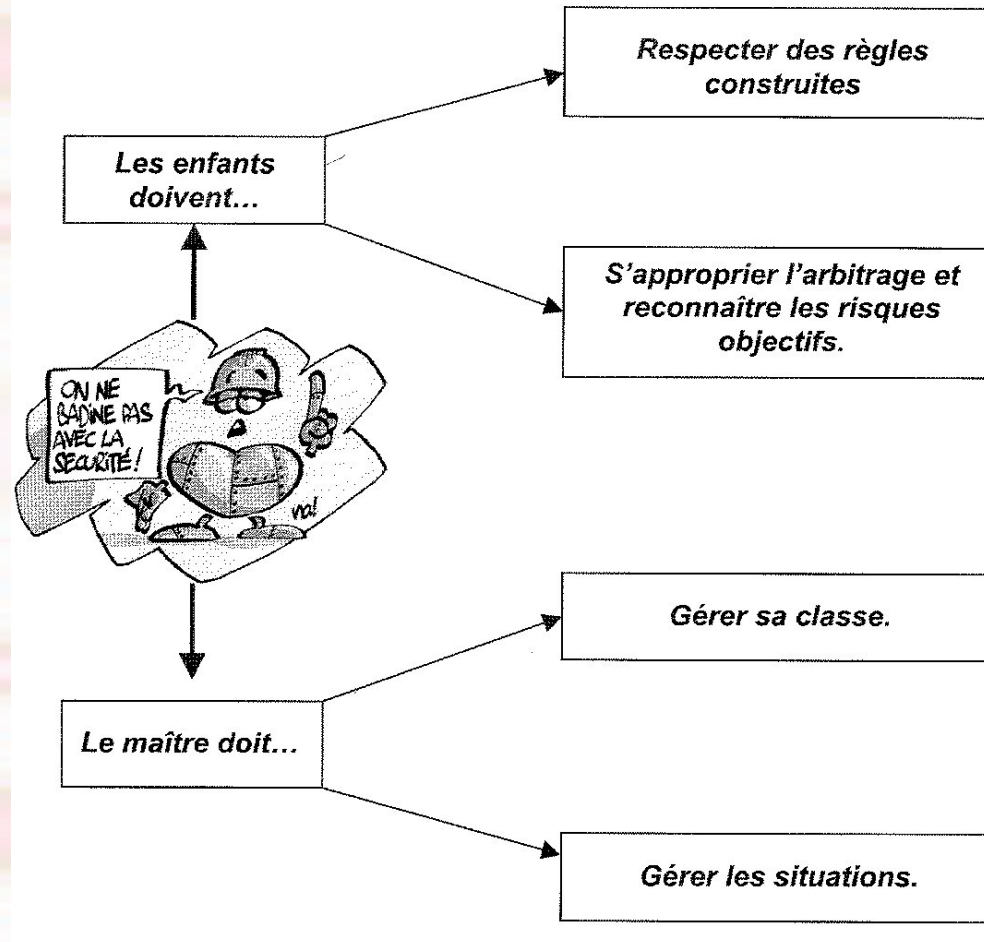 Respecter des règles
construites
Les enfants
doivent...
S'approprier l'arbitrage et
reconnaître les risques
objectifs.
ON NE
BADINE PAS
AVEC LA
SÉCURITÉ!
na!
Gérer sa classe.
Le maître doit...
Gérer les situations.